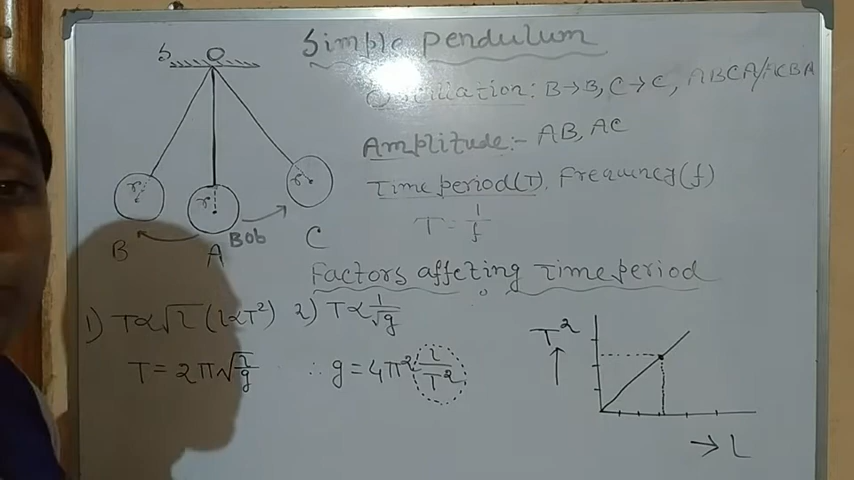 Simple pendulum
S O
Oscillation: B→B, C→C, ABCA/ACBA
Amplitude:- AB, AC
Time period(T), Frequency(f)
T = 1/f
r r r
B A Bob C
Factors affeting Time period
1) T∝√l (l∝T²) 2) T∝1/√g
T = 2π√l/g ∴ g = 4π² l/T²
T²
→ L